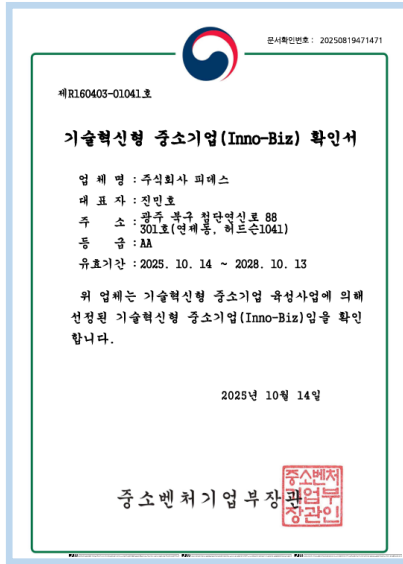 문서확인번호 : 20250819471471
제R160403-01041호
기술혁신형 중소기업(Inno-Biz) 확인서
업 체 명 : 주식회사 피데스
대 표 자 : 진민호
주 소 : 광주 북구 첨단연신로 88
301호(연제동, 허드슨1041)
등 급 : AA
유효기간 : 2025. 10. 14 ~ 2028. 10. 13
위 업체는 기술혁신형 중소기업 육성사업에 의해
선정된 기술혁신형 중소기업(Inno-Biz)임을 확인
합니다.
2025년 10월 14일
중소벤처기업부장관
중소벤처
기업부
장관인